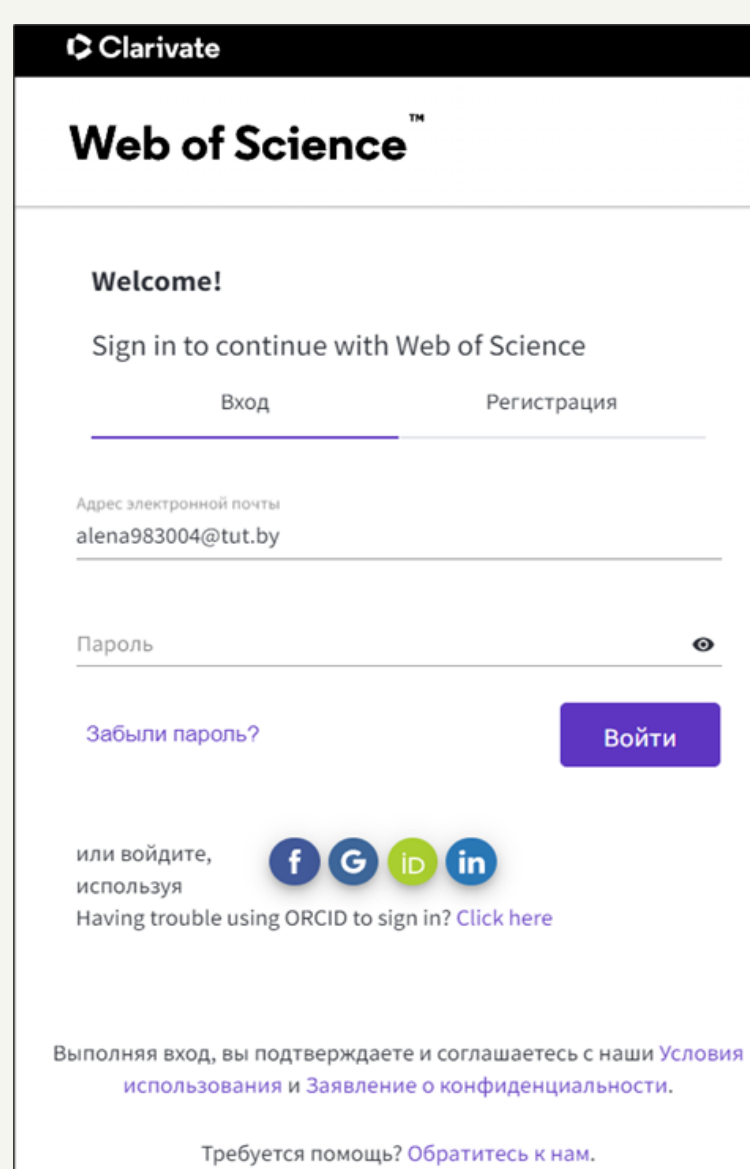 Clarivate
Web of Science™
Welcome!
Sign in to continue with Web of Science
Вход Регистрация
Адрес электронной почты
alena983004@tut.by
Пароль
Забыли пароль? Войти
или войдите,
используя
f G iD in
Having trouble using ORCID to sign in? Click here
Выполняя вход, вы подтверждаете и соглашаетесь с наши Условия
использования и Заявление о конфиденциальности.
Требуется помощь? Обратитесь к нам.